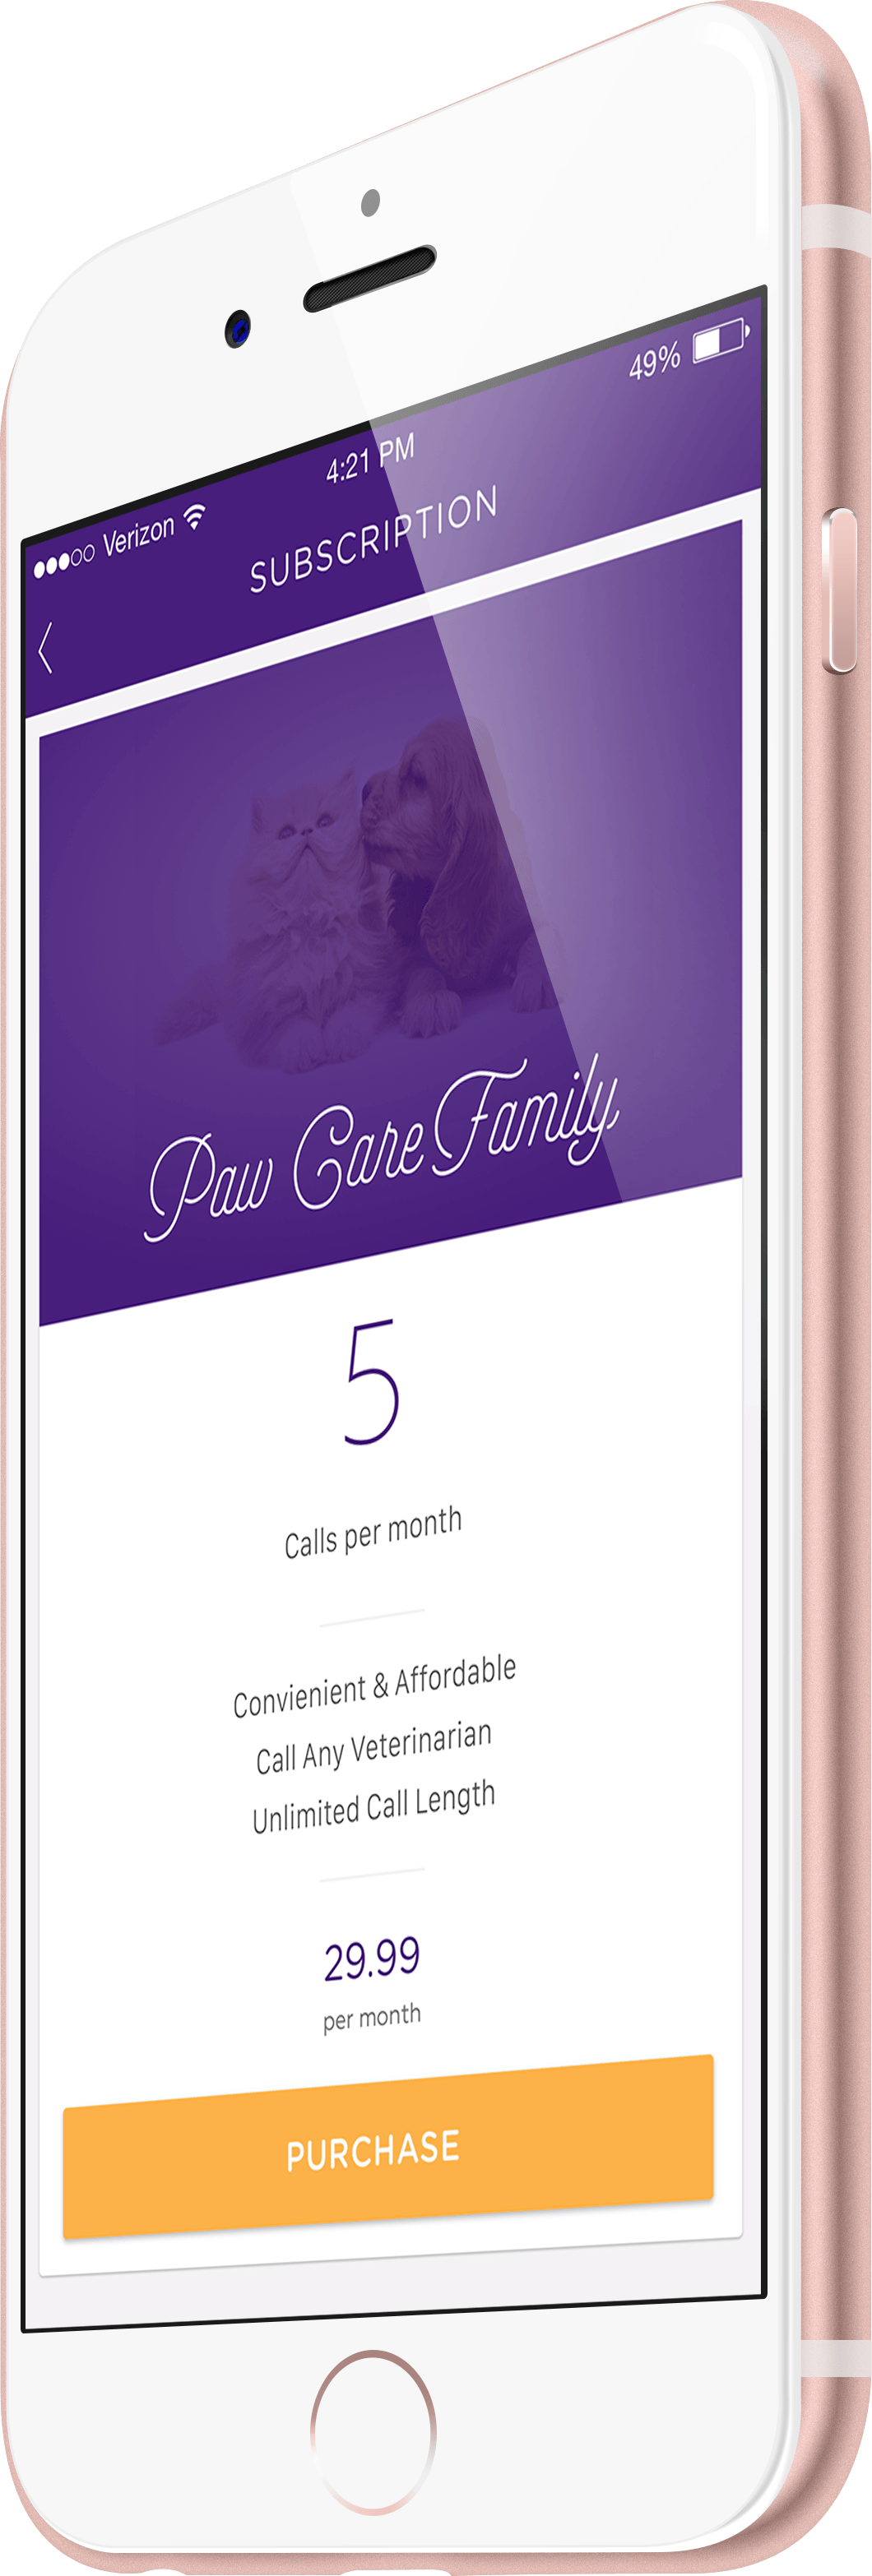 49%
4:21 PM
Verizon
SUBSCRIPTION
Paw Care Family
5
Calls per month
Convienient & Affordable
Call Any Veterinarian
Unlimited Call Length
29.99
per month
PURCHASE